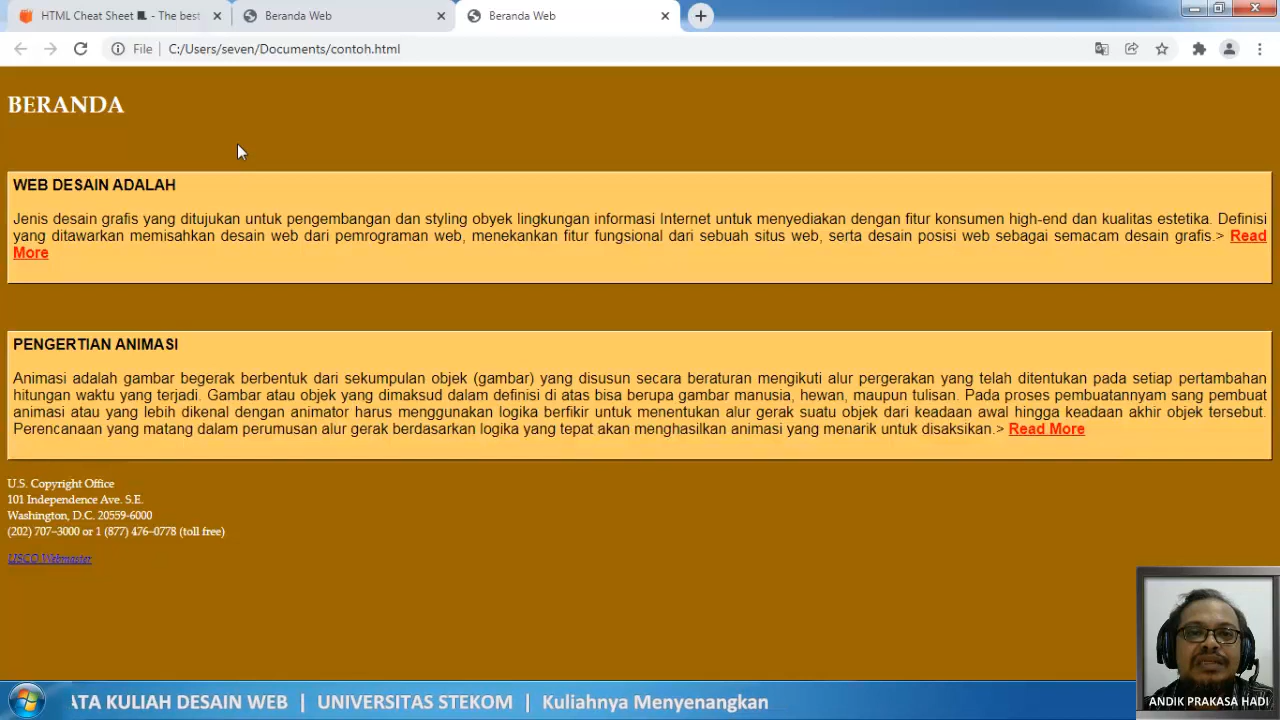 HTML Cheat Sheet - The best
Beranda Web
Beranda Web
File
C:/Users/seven/Documents/contoh.html
BERANDA
WEB DESAIN ADALAH
Jenis desain grafis yang ditujukan untuk pengembangan dan styling obyek lingkungan informasi Internet untuk menyediakan dengan fitur konsumen high-end dan kualitas estetika. Definisi
yang ditawarkan memisahkan desain web dari pemrograman web, menekankan fitur fungsional dari sebuah situs web, serta desain posisi web sebagai semacam desain grafis.> Read
More
PENGERTIAN ANIMASI
Animasi adalah gambar begerak berbentuk dari sekumpulan objek (gambar) yang disusun secara beraturan mengikuti alur pergerakan yang telah ditentukan pada setiap pertambahan
hitungan waktu yang terjadi. Gambar atau objek yang dimaksud dalam definisi di atas bisa berupa gambar manusia, hewan, maupun tulisan. Pada proses pembuatannyam sang pembuat
animasi atau yang lebih dikenal dengan animator harus menggunakan logika berfikir untuk menentukan alur gerak suatu objek dari keadaan awal hingga keadaan akhir objek tersebut.
Perencanaan yang matang dalam perumusan alur gerak berdasarkan logika yang tepat akan menghasilkan animasi yang menarik untuk disaksikan.> Read More
U.S. Copyright Office
101 Independence Ave. S.E.
Washington, D.C. 20559-6000
(202) 707–3000 or 1 (877) 476–0778 (toll free)
LISCO Webmaster
ATA KULIAH DESAIN WEB | UNIVERSITAS STEKOM | Kuliahnya Menyenangkan
ANDIK PRAKASA HADI